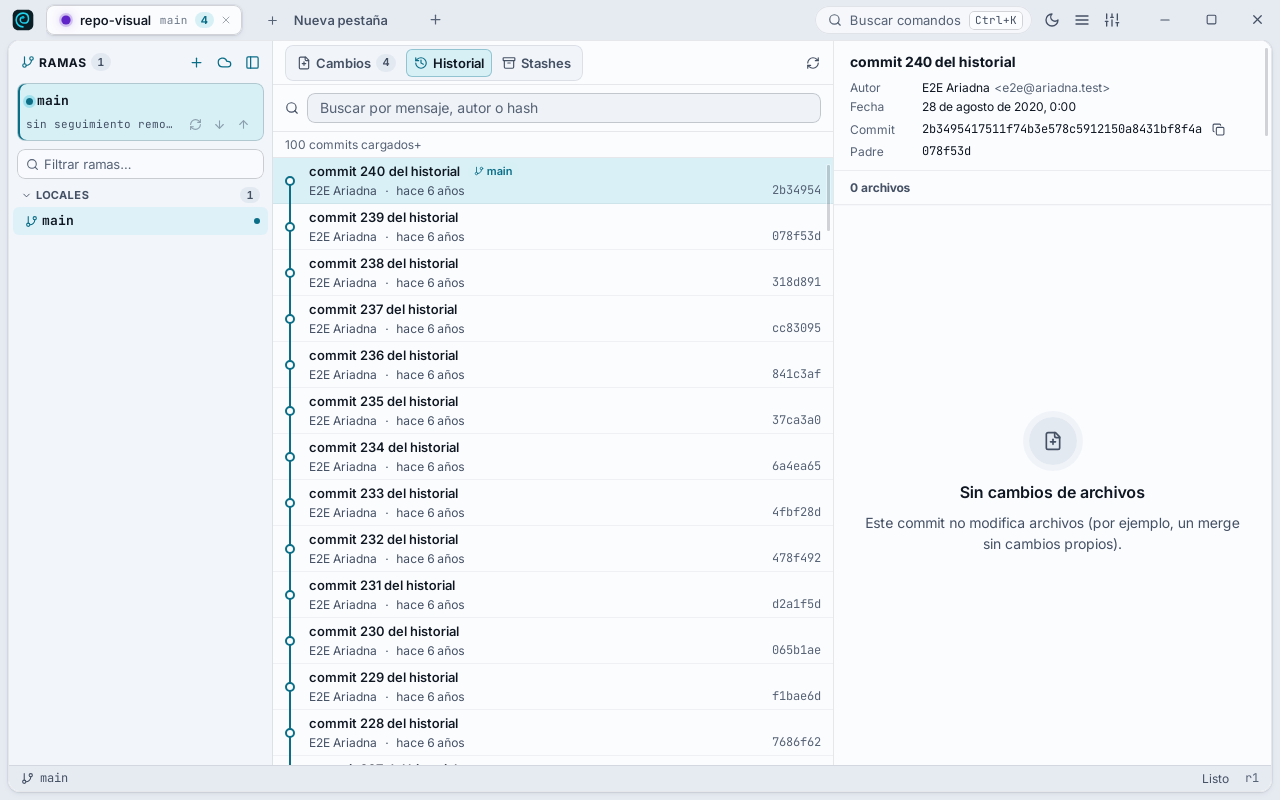 repo-visual main 4
Nueva pestaña
Buscar comandos Ctrl+K
RAMAS 1
main
sin seguimiento remo…
Filtrar ramas…
LOCALES 1
main
Cambios 4
Historial
Stashes
Buscar por mensaje, autor o hash
100 commits cargados+
commit 240 del historial main
E2E Ariadna · hace 6 años 2b34954
commit 239 del historial
E2E Ariadna · hace 6 años 078f53d
commit 238 del historial
E2E Ariadna · hace 6 años 318d891
commit 237 del historial
E2E Ariadna · hace 6 años cc83095
commit 236 del historial
E2E Ariadna · hace 6 años 841c3af
commit 235 del historial
E2E Ariadna · hace 6 años 37ca3a0
commit 234 del historial
E2E Ariadna · hace 6 años 6a4ea65
commit 233 del historial
E2E Ariadna · hace 6 años 4fbf28d
commit 232 del historial
E2E Ariadna · hace 6 años 478f492
commit 231 del historial
E2E Ariadna · hace 6 años d2a1f5d
commit 230 del historial
E2E Ariadna · hace 6 años 065b1ae
commit 229 del historial
E2E Ariadna · hace 6 años f1bae6d
commit 228 del historial
E2E Ariadna · hace 6 años 7686f62
commit 240 del historial
Autor E2E Ariadna <e2e@ariadna.test>
Fecha 28 de agosto de 2020, 0:00
Commit 2b3495417511f74b3e578c5912150a8431bf8f4a
Padre 078f53d
0 archivos
Sin cambios de archivos
Este commit no modifica archivos (por ejemplo, un merge
sin cambios propios).
main
Listo r1